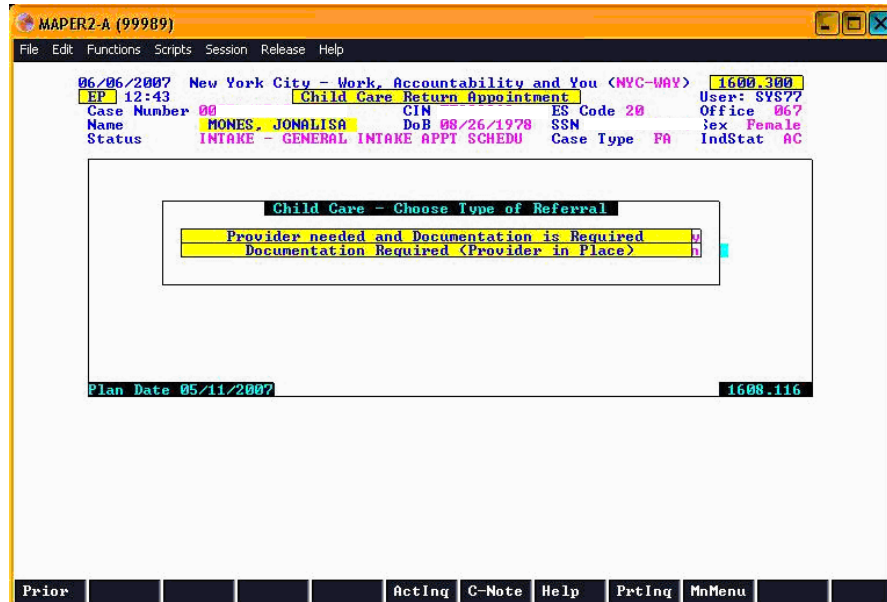 MAPER2-A (99989)
File Edit Functions Scripts Session Release Help
06/06/2007 New York City - Work, Accountability and You (NYC-WAY) 1600.300
EP 12:43 Child Care Return Appointment User: SYS77
Case Number 00 CIN ES Code 20 Office 067
Name MONES, JONALISA DoB 08/26/1978 SSN Sex Female
Status INTAKE - GENERAL INTAKE APPT SCHEDU Case Type FA IndStat AC
Child Care - Choose Type of Referral
Provider needed and Documentation is Required y
Documentation Required (Provider in Place) n
Plan Date 05/11/2007 1608.116
Prior ActInq C-Note Help PrtInq MnMenu